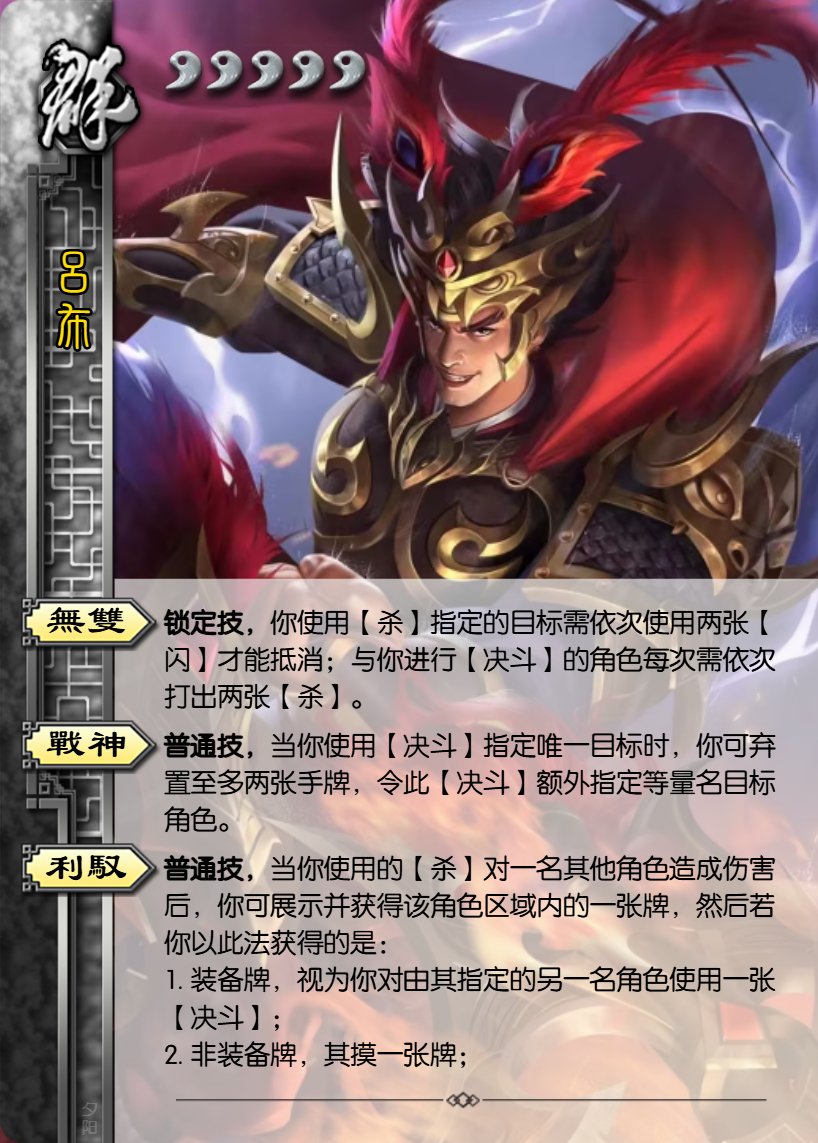 群
呂布
無雙
锁定技，你使用【杀】指定的目标需依次使用两张【
闪】才能抵消；与你进行【决斗】的角色每次需依次
打出两张【杀】。
戰神
普通技，当你使用【决斗】指定唯一目标时，你可弃
置至多两张手牌，令此【决斗】额外指定等量名目标
角色。
利馭
普通技，当你使用的【杀】对一名其他角色造成伤害
后，你可展示并获得该角色区域内的一张牌，然后若
你以此法获得的是：
1. 装备牌，视为你对由其指定的另一名角色使用一张
【决斗】；
2. 非装备牌，其摸一张牌；
夕阳